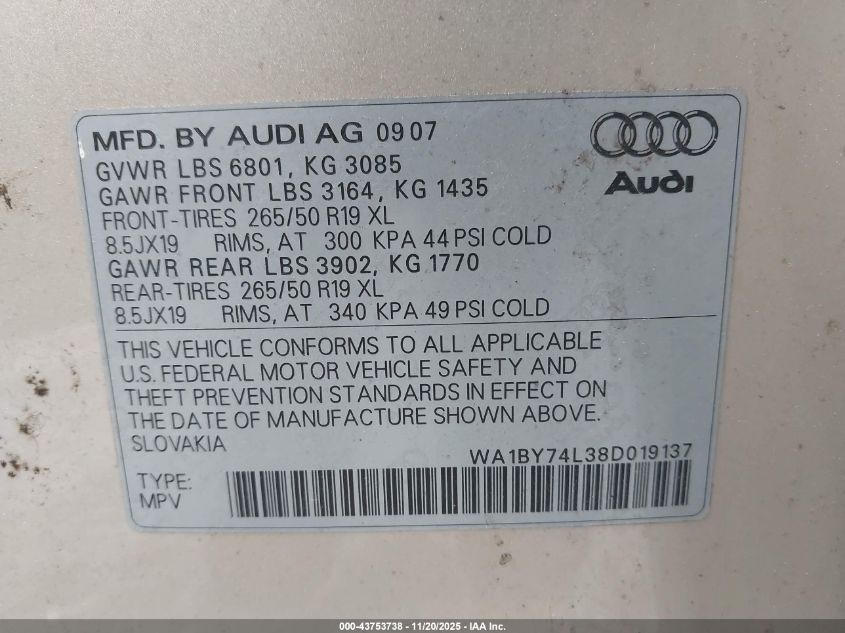 MFD. BY AUDI AG 09 07
GVWR LBS 6801, KG 3085
GAWR FRONT LBS 3164, KG 1435
FRONT-TIRES 265/50 R19 XL
8.5JX19 RIMS, AT 300 KPA 44 PSI COLD
GAWR REAR LBS 3902, KG 1770
REAR-TIRES 265/50 R19 XL
8.5JX19 RIMS, AT 340 KPA 49 PSI COLD
Audi
THIS VEHICLE CONFORMS TO ALL APPLICABLE
U.S. FEDERAL MOTOR VEHICLE SAFETY AND
THEFT PREVENTION STANDARDS IN EFFECT ON
THE DATE OF MANUFACTURE SHOWN ABOVE.
SLOVAKIA
WA1BY74L38D019137
TYPE:
MPV
000-43753738 - 11/20/2025 - IAA Inc.